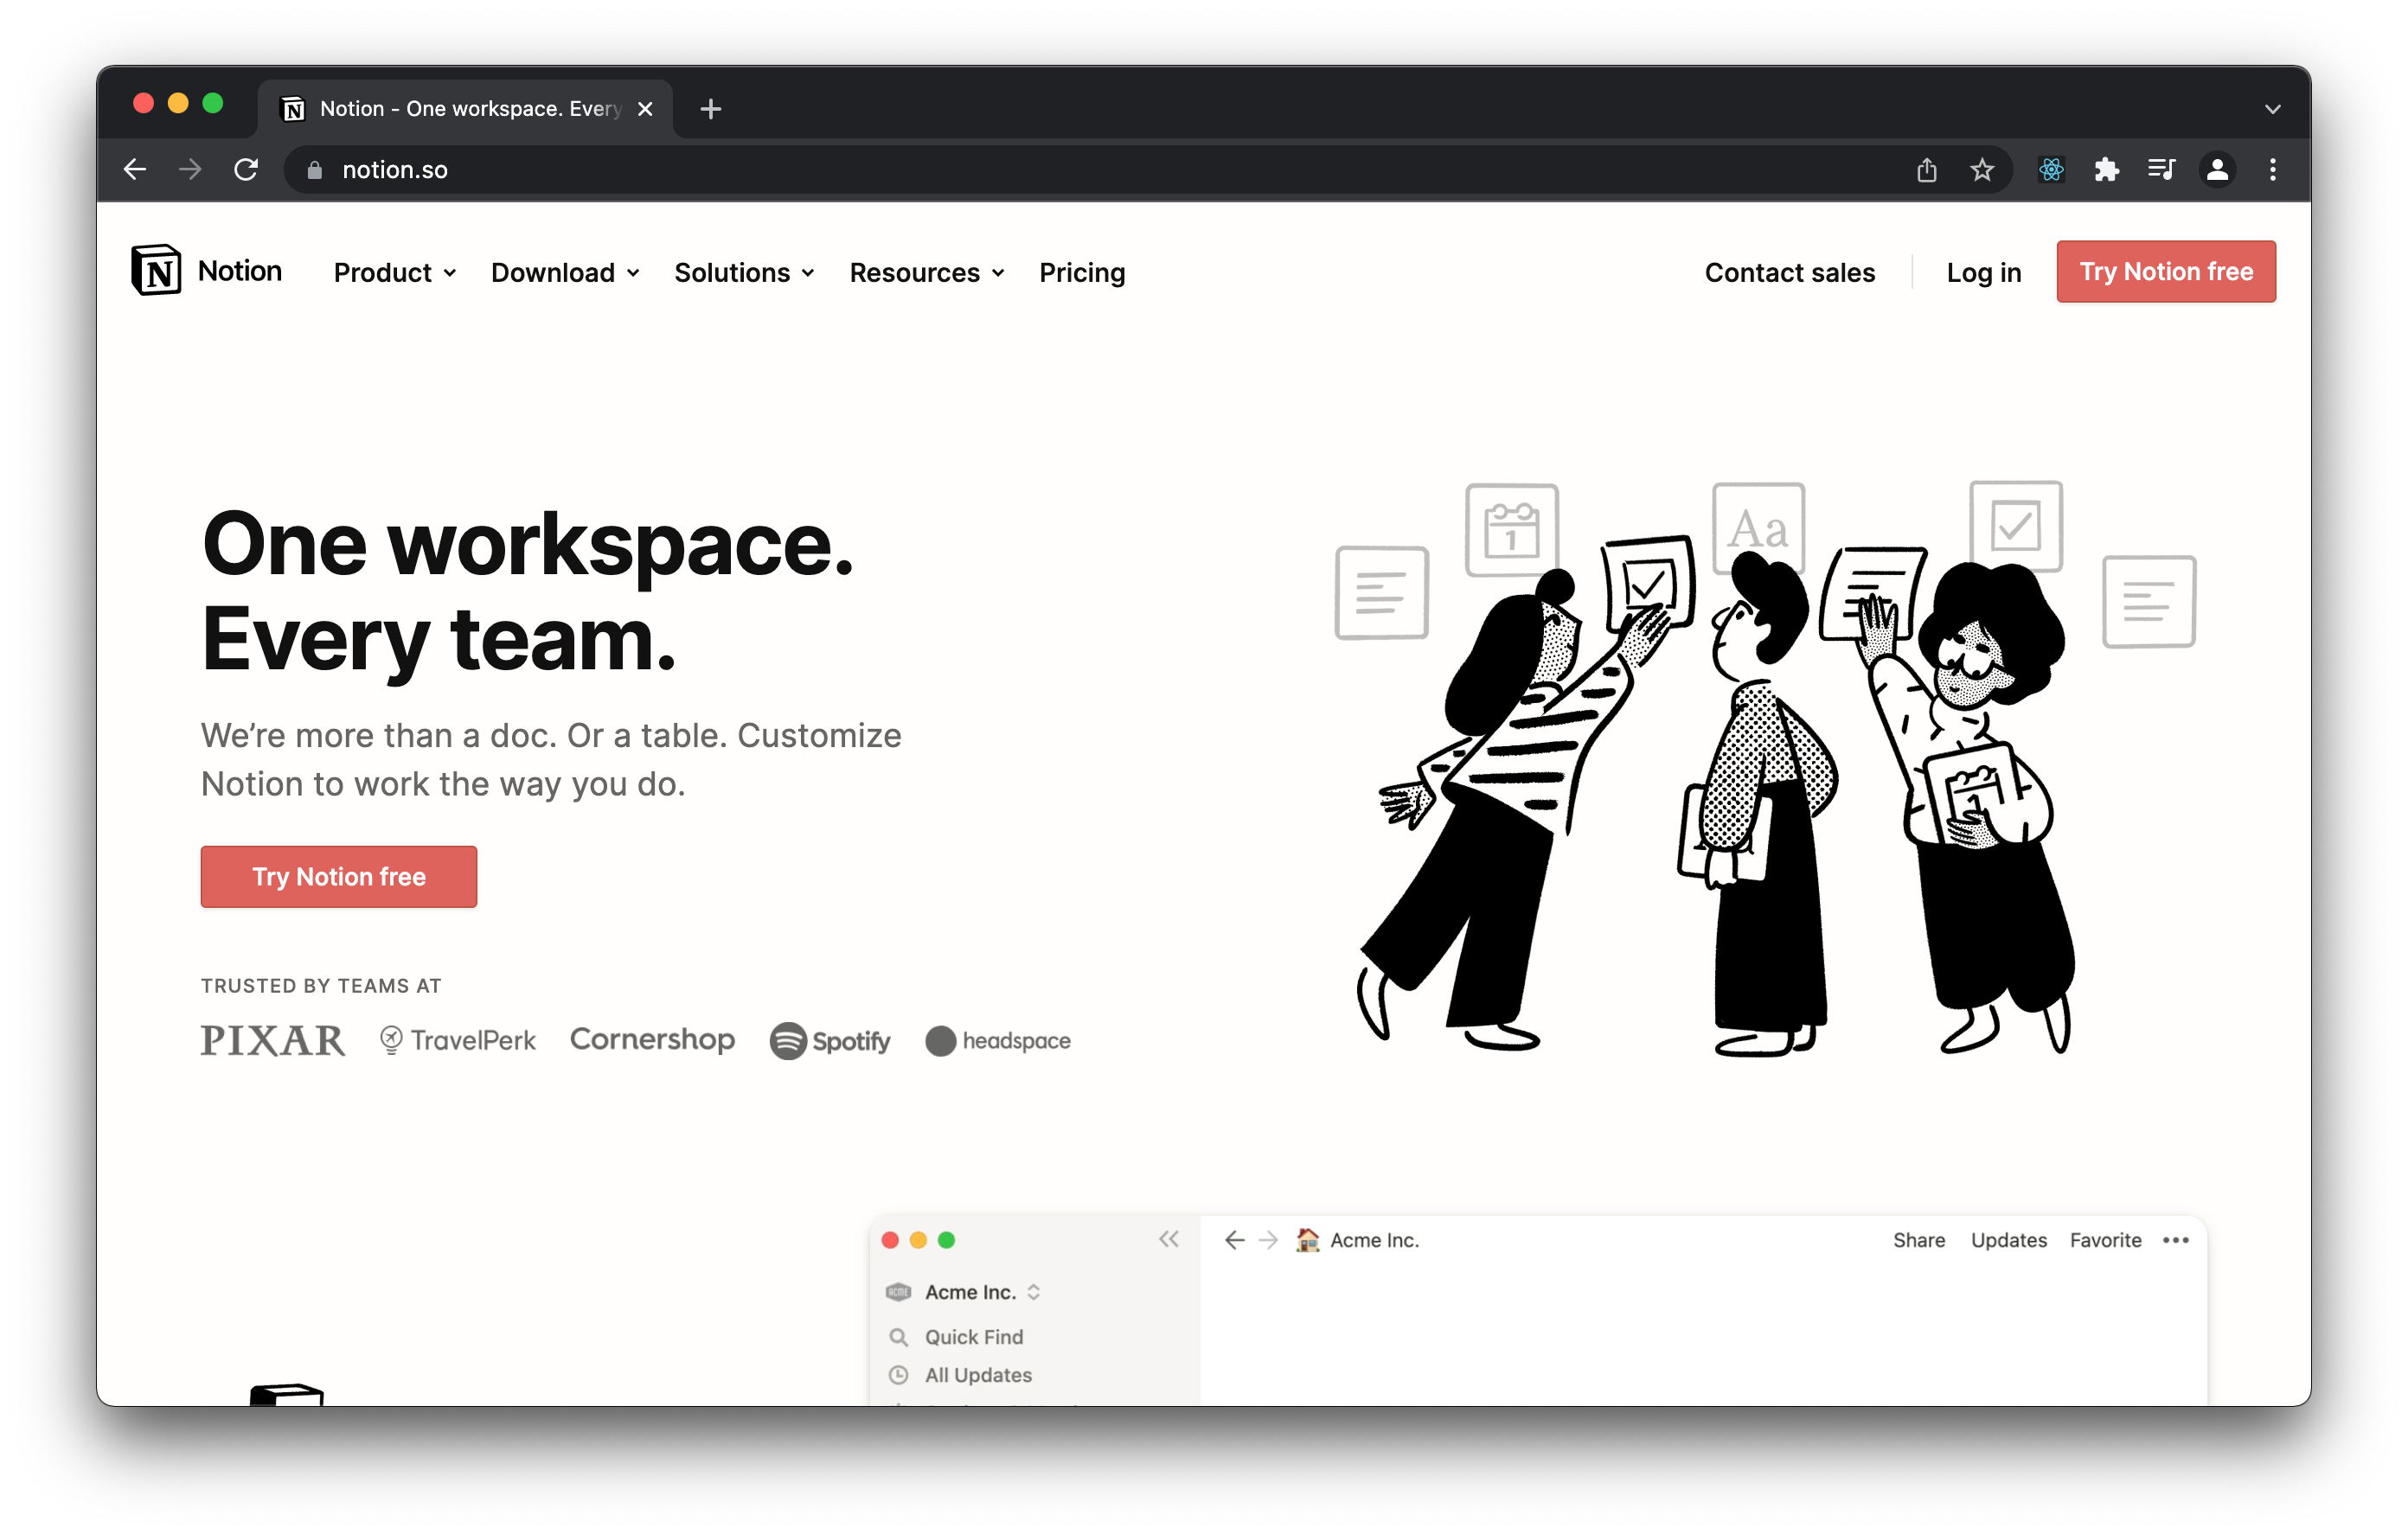 Notion - One workspace. Every
notion.so
Notion
Product
Download
Solutions
Resources
Pricing
Contact sales
Log in
Try Notion free
One workspace.
Every team.
We’re more than a doc. Or a table. Customize
Notion to work the way you do.
Try Notion free
Aa
1
1
TRUSTED BY TEAMS AT
PIXAR
TravelPerk
Cornershop
Spotify
headspace
Acme Inc.
Share
Updates
Favorite
ACME
Acme Inc.
Quick Find
All Updates